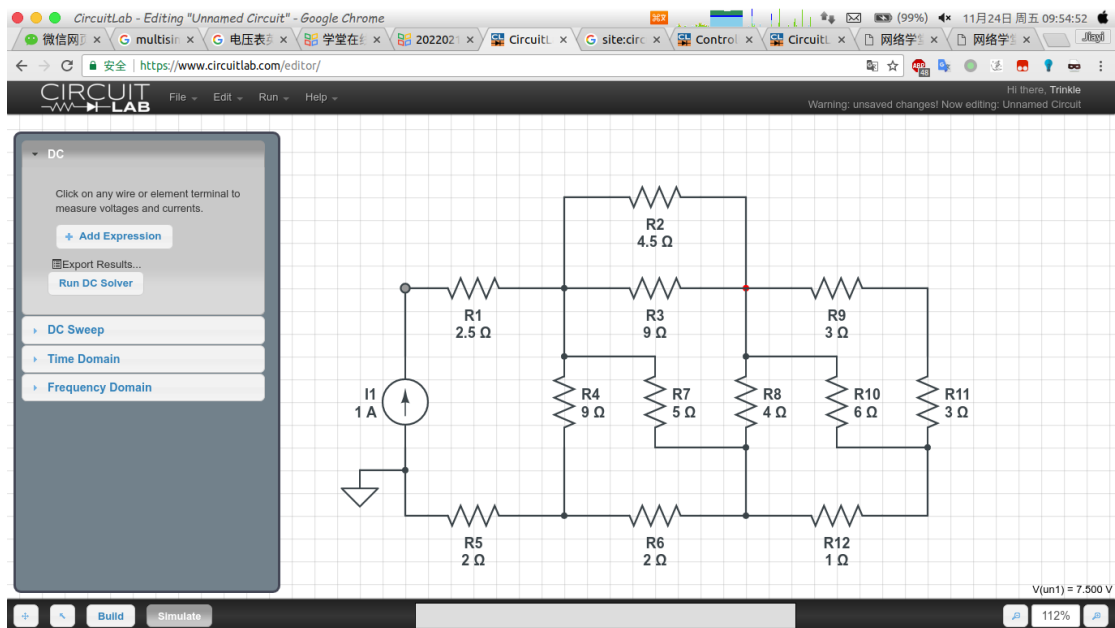 CircuitLab - Editing "Unnamed Circuit" - Google Chrome
(99%) 11月24日 周五 09:54:52
微信网 multisim 电压表 学堂在 2022021 CircuitL site:circ Control CircuitL 网络学 网络学 Jiayi
安全 https://www.circuitlab.com/editor/
ABP 48
CIRCUIT LAB File Edit Run Help
Hi there, Trinkle
Warning: unsaved changes! Now editing: Unnamed Circuit
DC
Click on any wire or element terminal to
measure voltages and currents.
+ Add Expression
Export Results...
Run DC Solver
DC Sweep
Time Domain
Frequency Domain
R2
4.5 Ω
R1
2.5 Ω
R3
9 Ω
R9
3 Ω
I1
1 A
R4
9 Ω
R7
5 Ω
R8
4 Ω
R10
6 Ω
R11
3 Ω
R5
2 Ω
R6
2 Ω
R12
1 Ω
V(un1) = 7.500 V
Build Simulate 112%